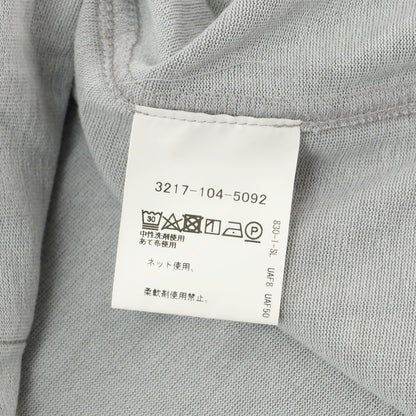 3217-104-5092
30
P
中性洗剤使用
あて布使用
ネット使用。
柔軟剤使用禁止。
830-1-SL UAF8 UAF50